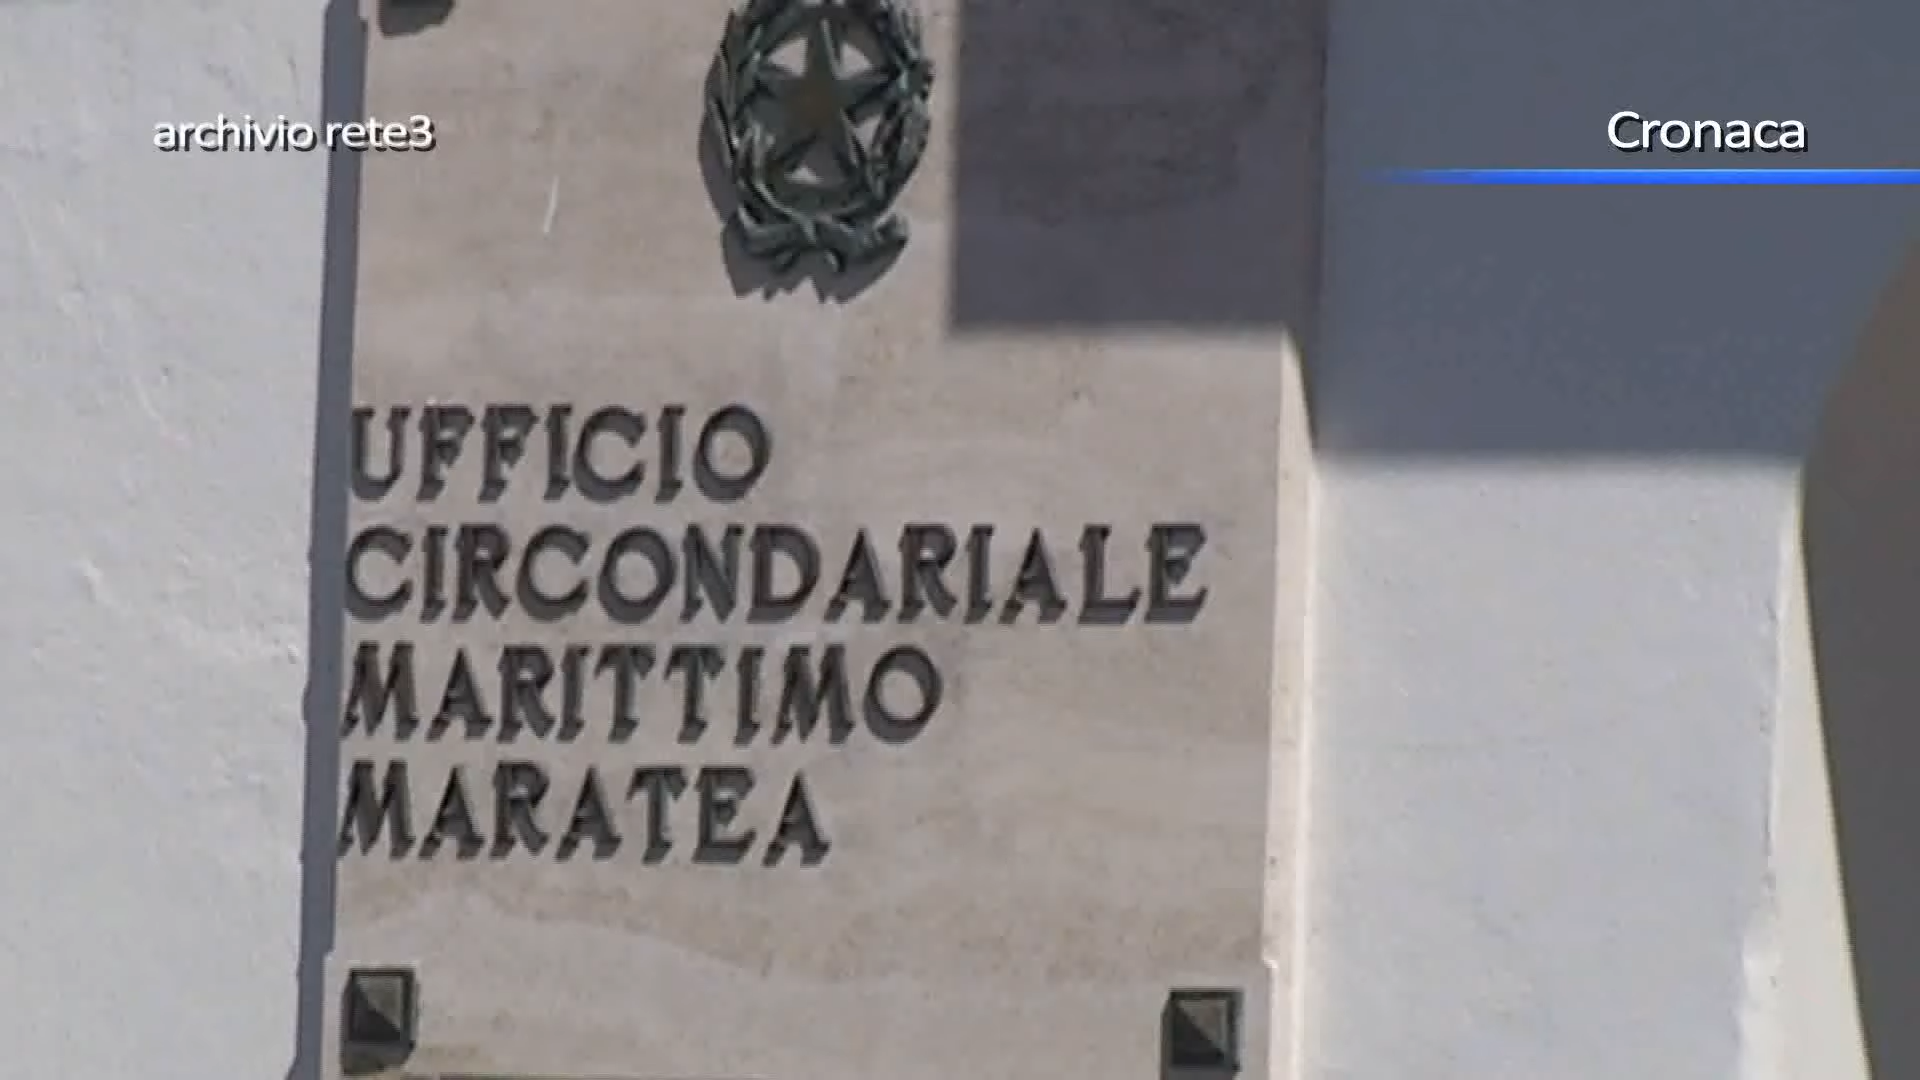 archivio rete3
Cronaca
UFFICIO
CIRCONDARIALE
MARITTIMO
MARATEA